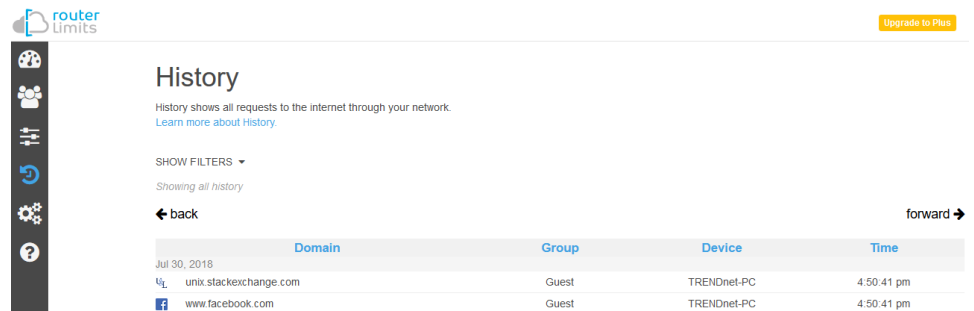 router
Limits
Upgrade to Plus
History
History shows all requests to the internet through your network.
Learn more about History.
SHOW FILTERS
Showing all history
back
forward
Domain Group Device Time
Jul 30, 2018
unix.stackexchange.com Guest TRENDnet-PC 4:50:41 pm
www.facebook.com Guest TRENDnet-PC 4:50:41 pm